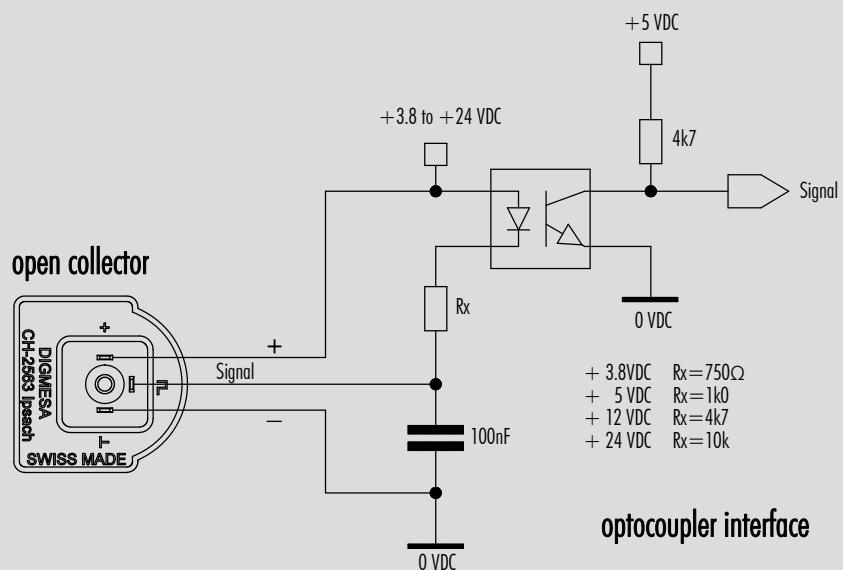 +5 VDC
+3.8 to +24 VDC
4k7
Signal
open collector
Rx
0 VDC
+
DIGMESA
CH-2563 Ipsach
SWISS MADE
+
Signal
−
100nF
+ 3.8VDC Rx=750Ω
+ 5 VDC Rx=1k0
+ 12 VDC Rx=4k7
+ 24 VDC Rx=10k
optocoupler interface
0 VDC